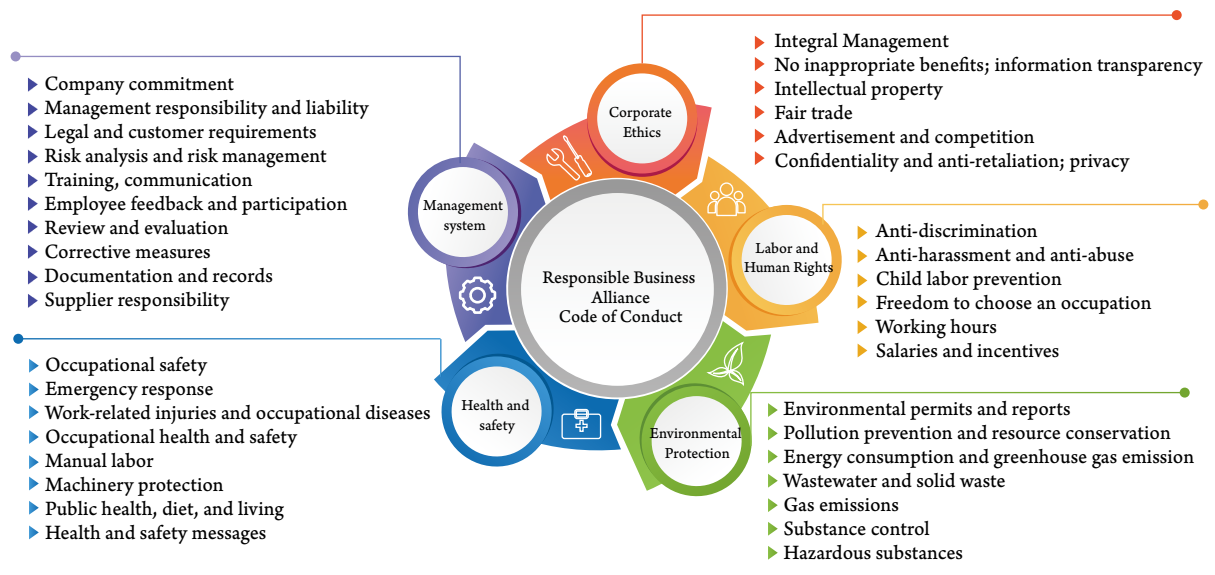 Responsible Business
Alliance
Code of Conduct
Corporate
Ethics
Integral Management
No inappropriate benefits; information transparency
Intellectual property
Fair trade
Advertisement and competition
Confidentiality and anti-retaliation; privacy
Labor and
Human Rights
Anti-discrimination
Anti-harassment and anti-abuse
Child labor prevention
Freedom to choose an occupation
Working hours
Salaries and incentives
Environmental
Protection
Environmental permits and reports
Pollution prevention and resource conservation
Energy consumption and greenhouse gas emission
Wastewater and solid waste
Gas emissions
Substance control
Hazardous substances
Health and
safety
Occupational safety
Emergency response
Work-related injuries and occupational diseases
Occupational health and safety
Manual labor
Machinery protection
Public health, diet, and living
Health and safety messages
Management
system
Company commitment
Management responsibility and liability
Legal and customer requirements
Risk analysis and risk management
Training, communication
Employee feedback and participation
Review and evaluation
Corrective measures
Documentation and records
Supplier responsibility